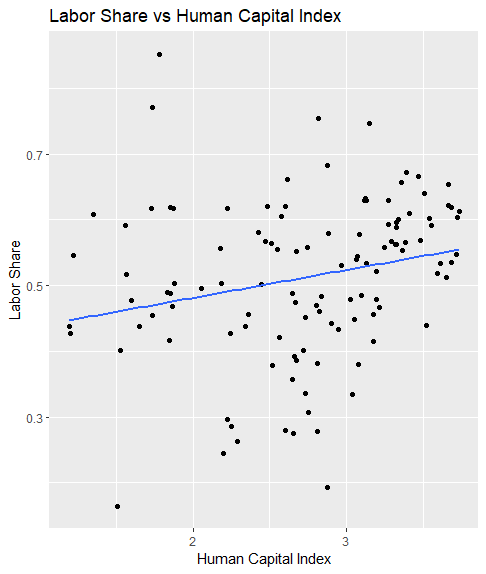 Labor Share vs Human Capital Index
0.7
0.5
0.3
Labor Share
2 3
Human Capital Index